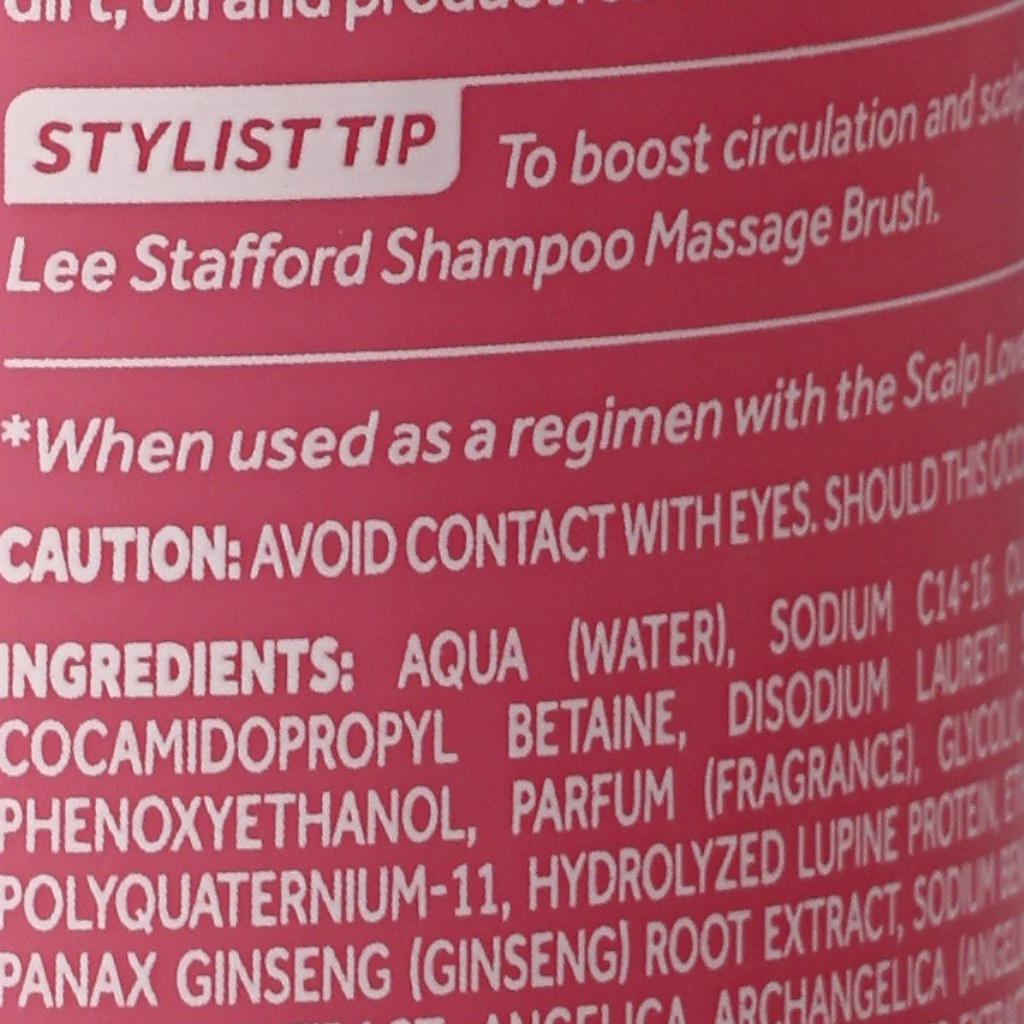 dirt, oil and product
STYLIST TIP To boost circulation and scalp
Lee Stafford Shampoo Massage Brush.
*When used as a regimen with the Scalp Love
CAUTION: AVOID CONTACT WITH EYES. SHOULD THIS
INGREDIENTS: AQUA (WATER), SODIUM C14-16
COCAMIDOPROPYL BETAINE, DISODIUM LAURETH
PHENOXYETHANOL, PARFUM (FRAGRANCE), GLYCOLIC
POLYQUATERNIUM-11, HYDROLYZED LUPINE PROTEIN,
PANAX GINSENG (GINSENG) ROOT EXTRACT, SODIUM
ANGELICA ARCHANGELICA